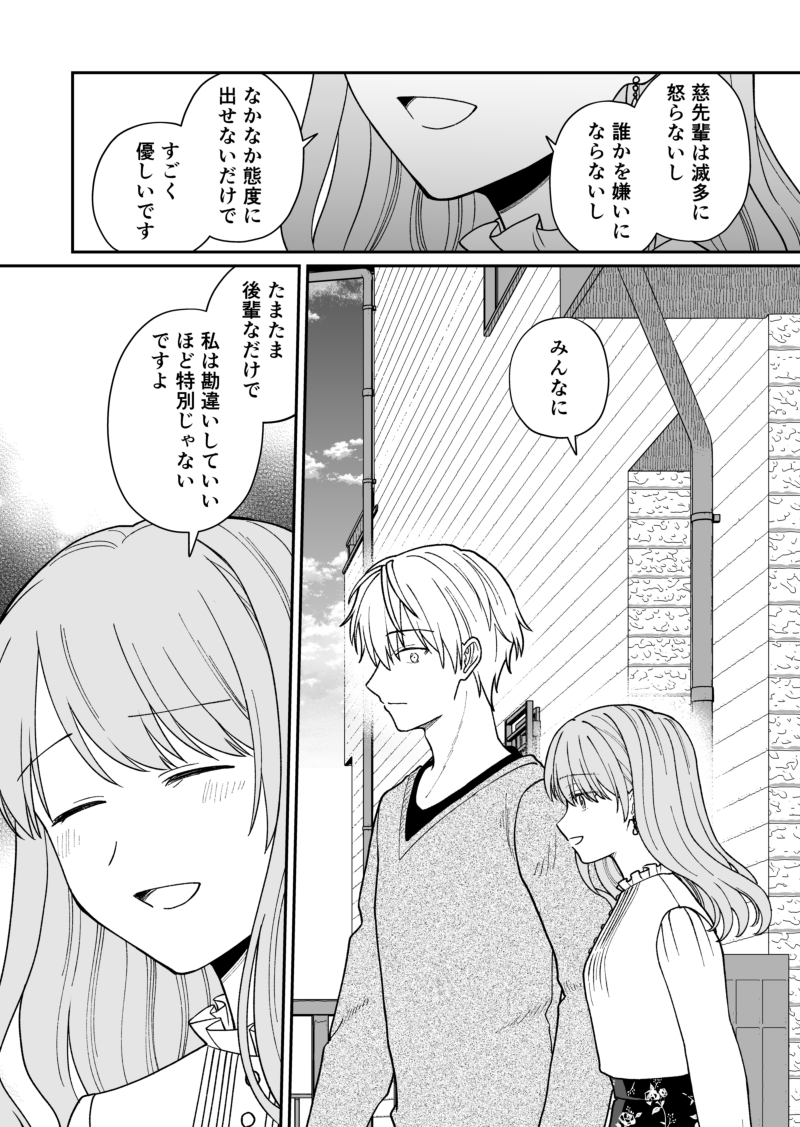 慈先輩は滅多に
怒らないし
誰かを嫌いに
ならないし
なかなか態度に
出せないだけで
すごく
優しいです
みんなに
たまたま
後輩なだけで
私は勘違いしていい
ほど特別じゃない
ですよ